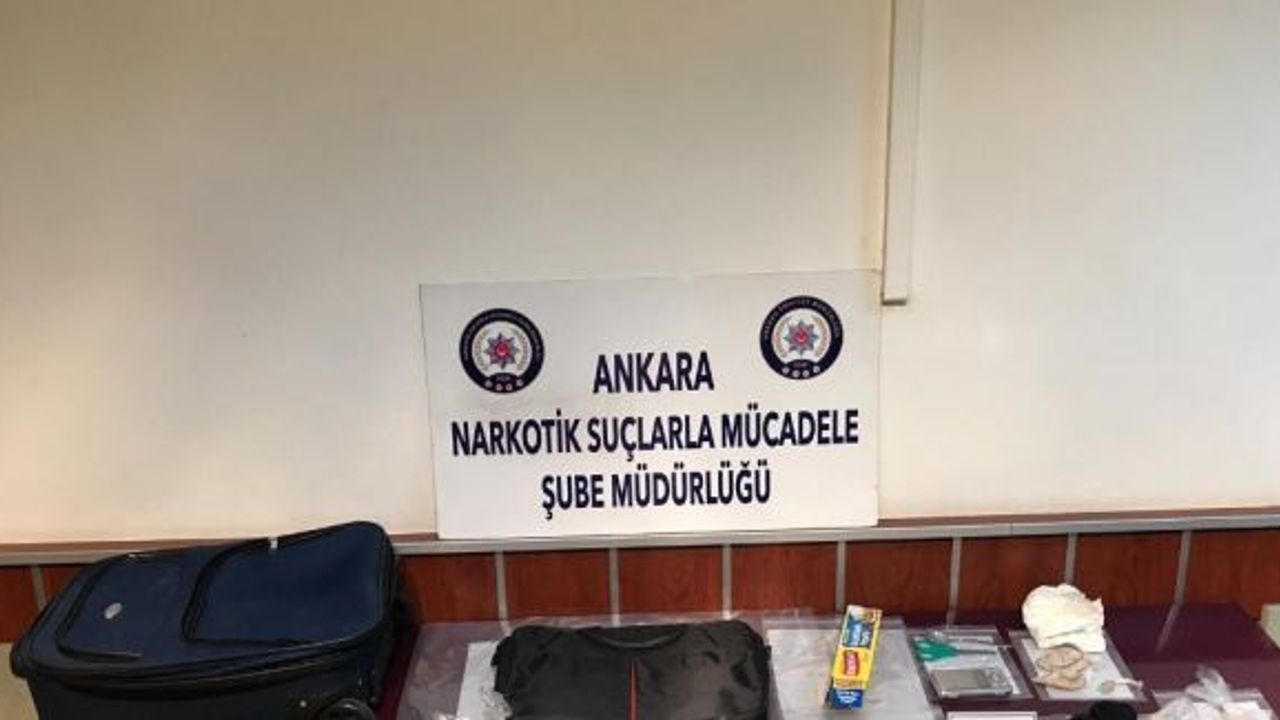 ANKARA
NARKOTİK SUÇLARLA MÜCADELE
ŞUBE MÜDÜRLÜĞÜ